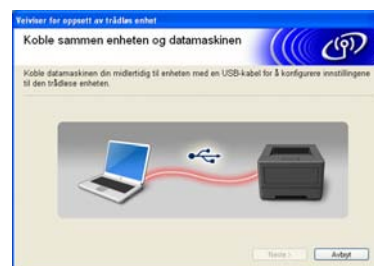 Veiviser for oppsett av trådløs enhet
Koble sammen enheten og datamaskinen
Koble datamaskinen din midlertidig til enheten med en USB-kabel for å konfigurere innstillingene
til den trådløse enheten.
Neste >
Avbryt